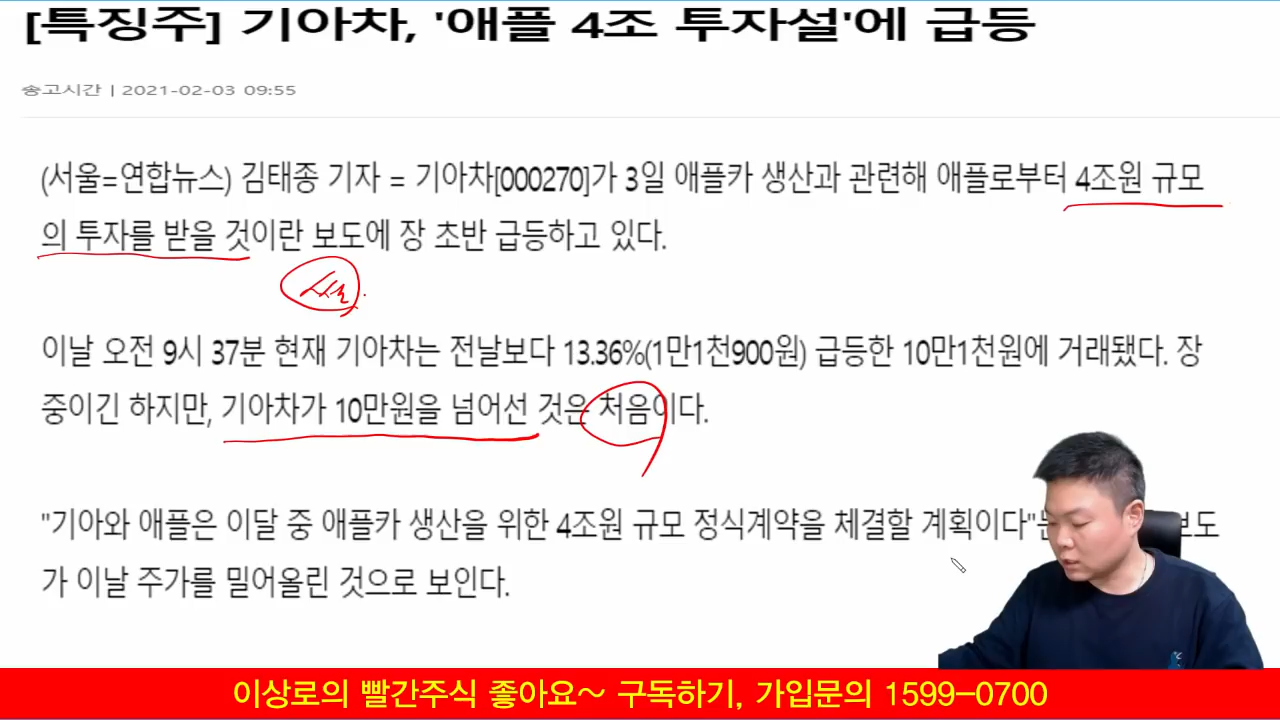 [특징주] 기아차, '애플 4조 투자설'에 급등
송고시간 | 2021-02-03 09:55
(서울=연합뉴스) 김태종 기자 = 기아차[000270]가 3일 애플카 생산과 관련해 애플로부터 4조원 규모
의 투자를 받을 것이란 보도에 장 초반 급등하고 있다.
이날 오전 9시 37분 현재 기아차는 전날보다 13.36%(1만1천900원) 급등한 10만1천원에 거래됐다. 장
중이긴 하지만, 기아차가 10만원을 넘어선 것은 처음이다.
"기아와 애플은 이달 중 애플카 생산을 위한 4조원 규모 정식계약을 체결할 계획이다" 보도
가 이날 주가를 밀어올린 것으로 보인다.
이상로의 빨간주식 좋아요~ 구독하기, 가입문의 1599-0700